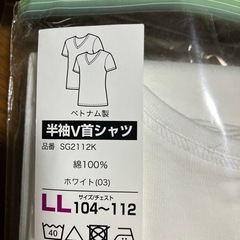 ベトナム製
半袖V首シャツ
品番 SG2112K
綿100%
ホワイト(03)
サイズ/チェスト
LL 104〜112
40